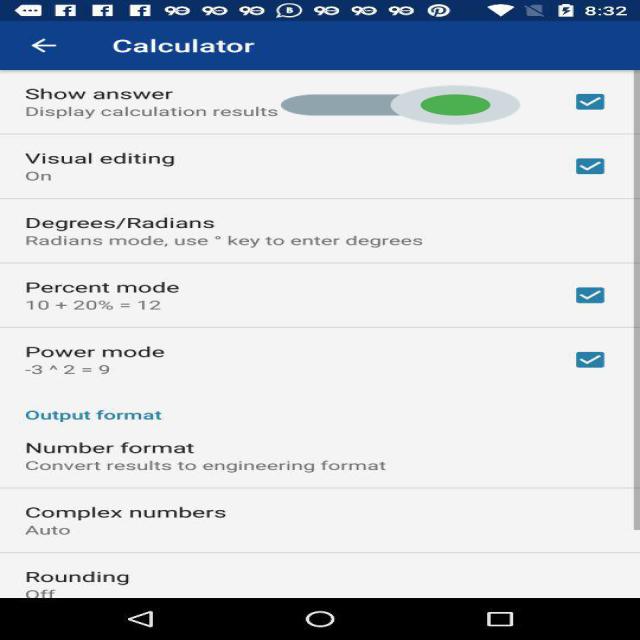 8:32
Calculator
Show answer
Display calculation results
Visual editing
On
Degrees/Radians
Radians mode, use ° key to enter degrees
Percent mode
10 + 20% = 12
Power mode
-3 ^ 2 = 9
Output format
Number format
Convert results to engineering format
Complex numbers
Auto
Rounding
Off